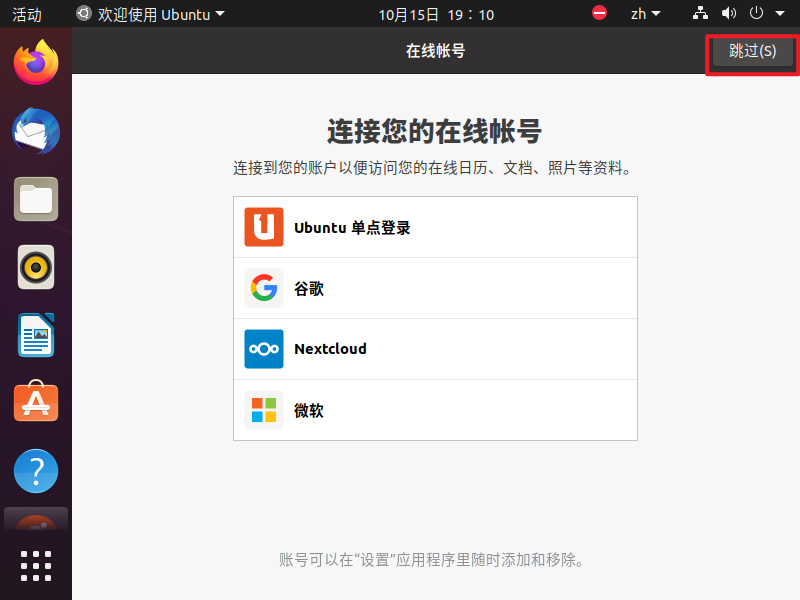 活动 欢迎使用 Ubuntu 10月15日 19：10 zh
在线帐号 跳过(S)
连接您的在线帐号
连接到您的账户以便访问您的在线日历、文档、照片等资料。
Ubuntu 单点登录
谷歌
Nextcloud
微软
账号可以在“设置”应用程序里随时添加和移除。